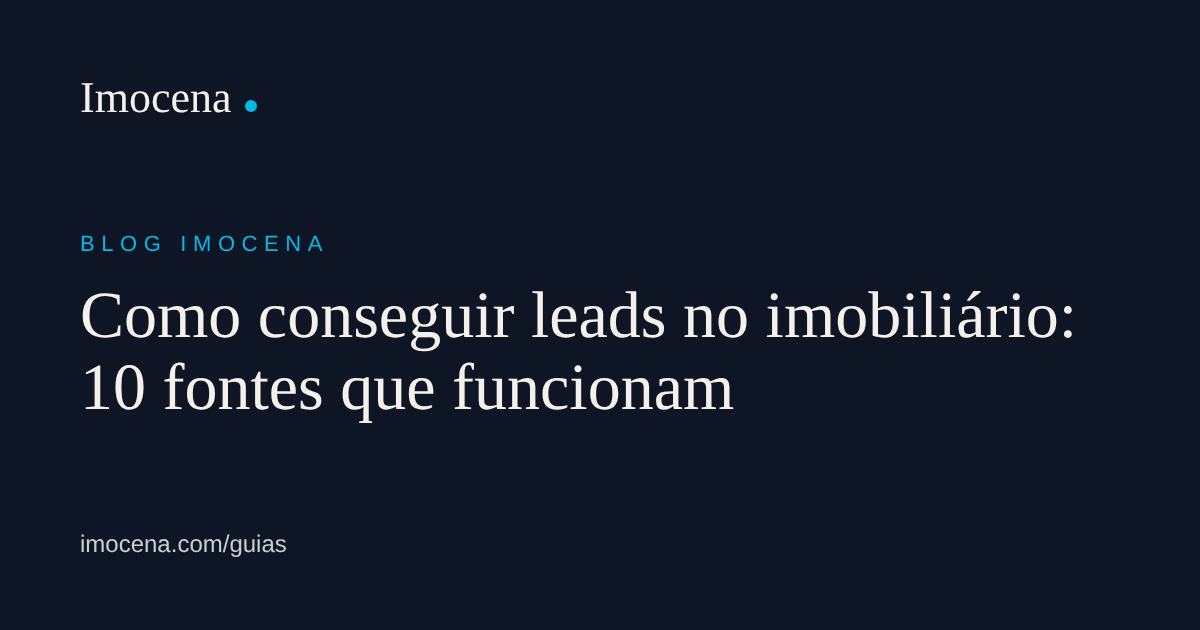 Imocena
BLOG IMOCENA
Como conseguir leads no imobiliário:
10 fontes que funcionam
imocena.com/guias